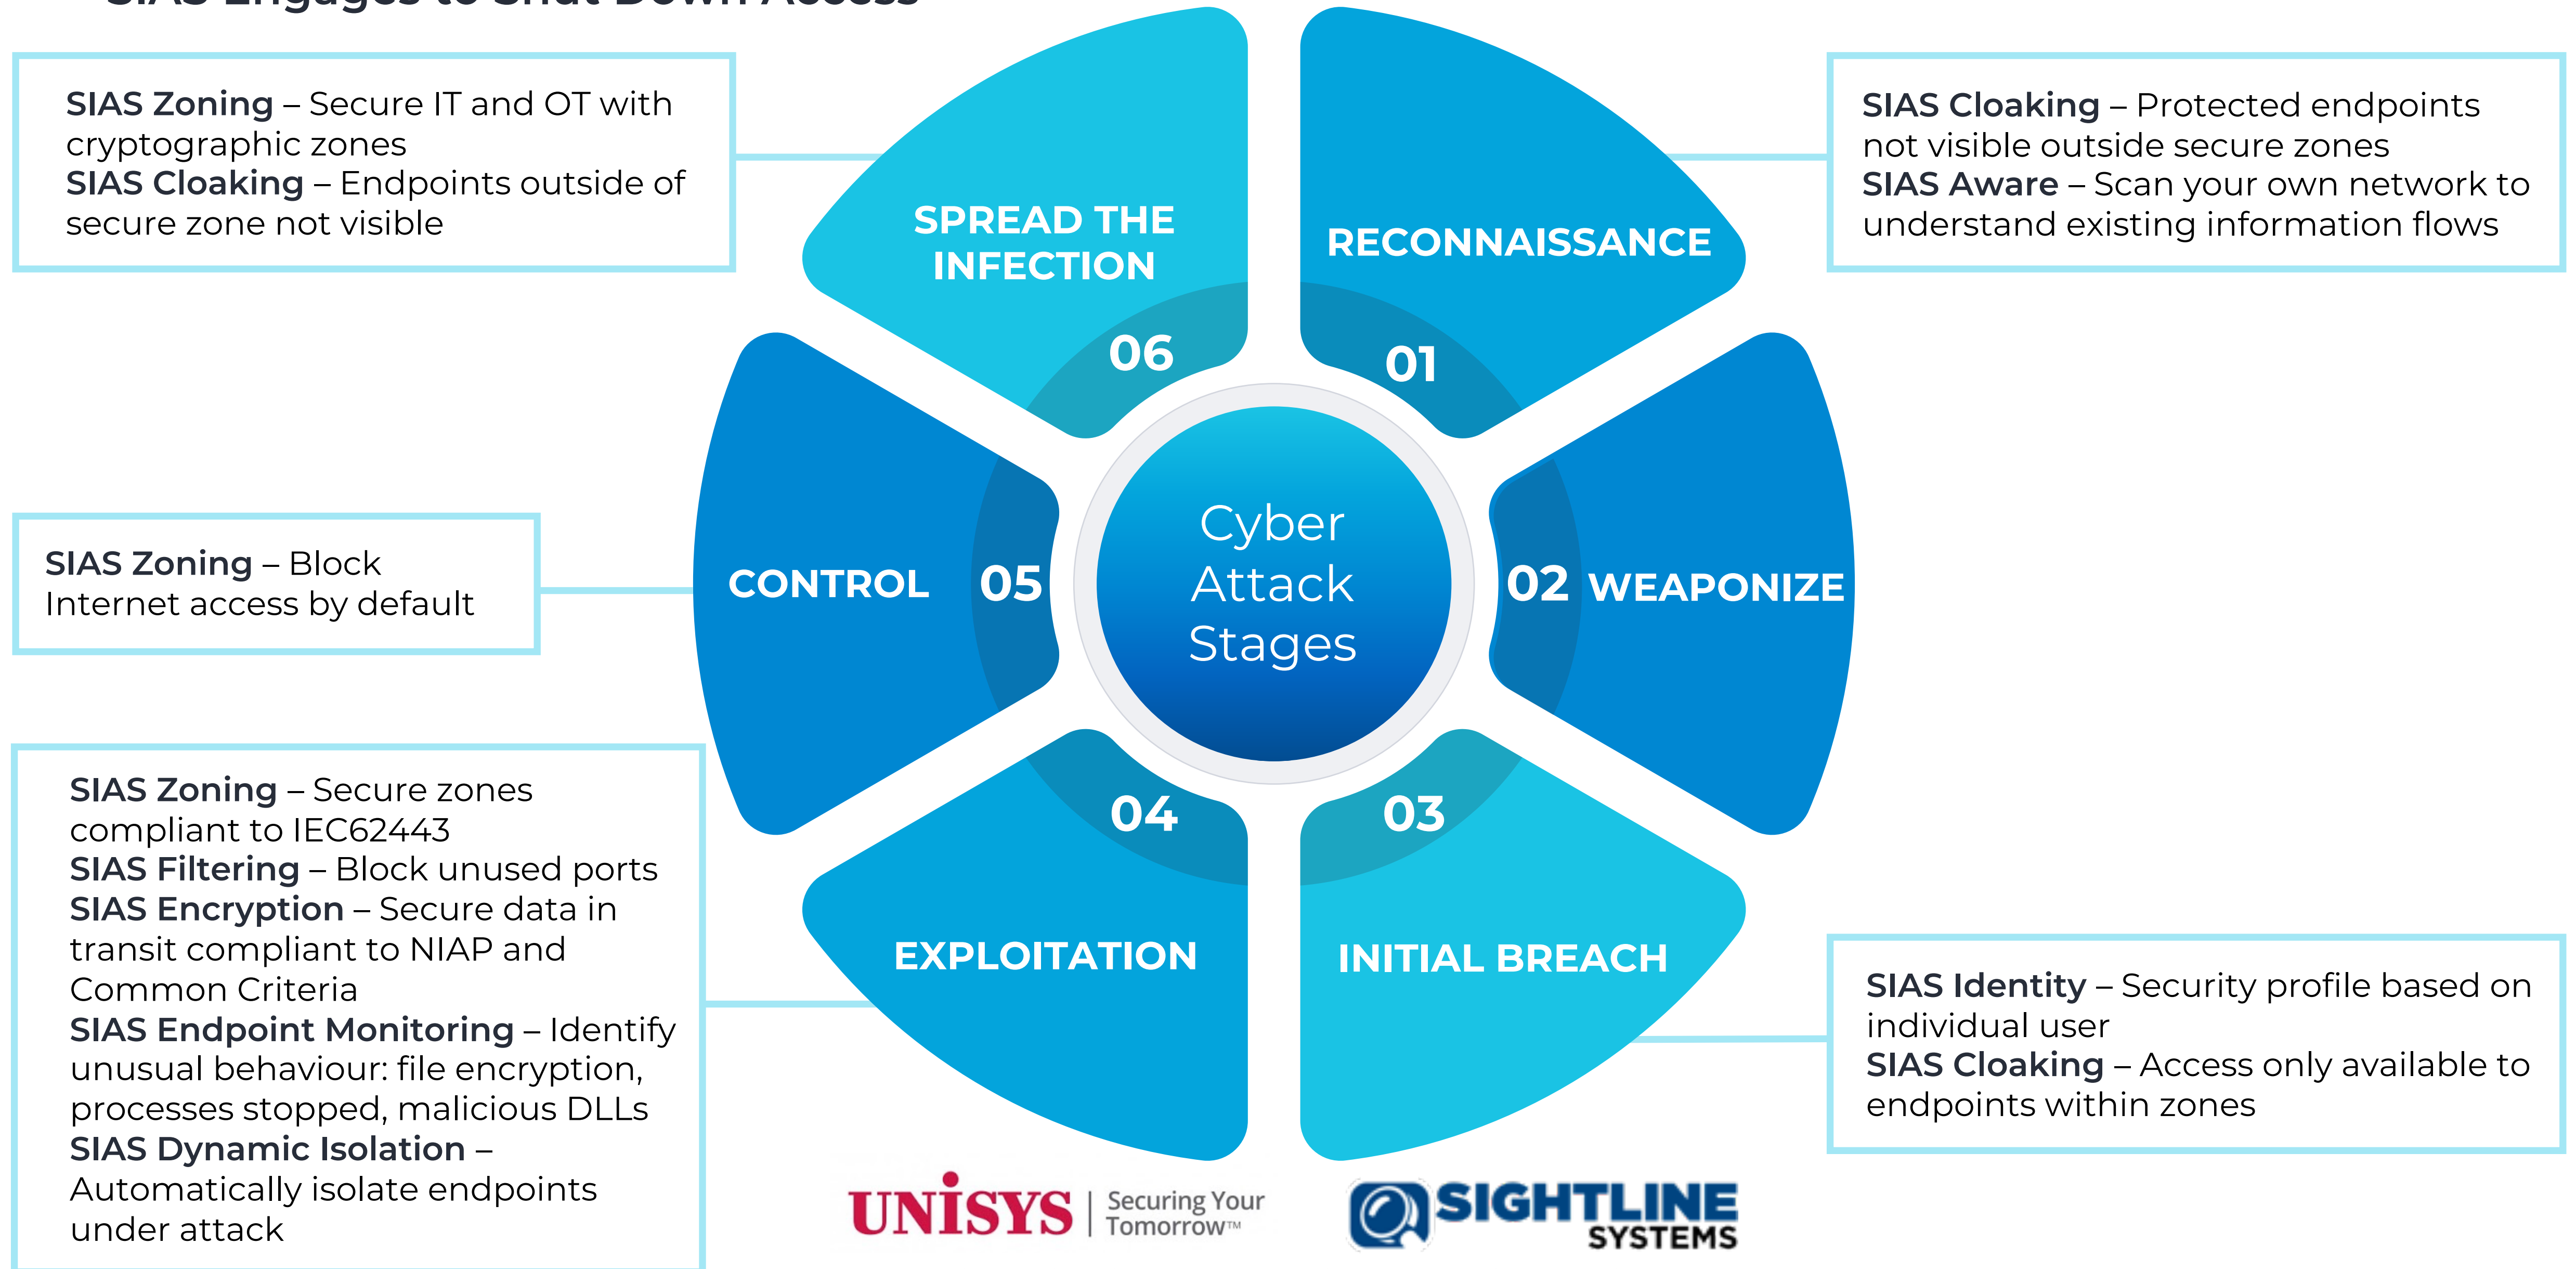 SIAS Engages to Shut Down Access
SIAS Zoning – Secure IT and OT with
cryptographic zones
SIAS Cloaking – Endpoints outside of
secure zone not visible
SPREAD THE
INFECTION
06
RECONNAISSANCE
01
SIAS Cloaking – Protected endpoints
not visible outside secure zones
SIAS Aware – Scan your own network to
understand existing information flows
SIAS Zoning – Block
Internet access by default
CONTROL 05
Cyber
Attack
Stages
02 WEAPONIZE
SIAS Zoning – Secure zones
compliant to IEC62443
SIAS Filtering – Block unused ports
SIAS Encryption – Secure data in
transit compliant to NIAP and
Common Criteria
SIAS Endpoint Monitoring – Identify
unusual behaviour: file encryption,
processes stopped, malicious DLLs
SIAS Dynamic Isolation –
Automatically isolate endpoints
under attack
04
EXPLOITATION
03
INITIAL BREACH
SIAS Identity – Security profile based on
individual user
SIAS Cloaking – Access only available to
endpoints within zones
UNISYS | Securing Your
Tomorrow™
SIGHTLINE
SYSTEMS